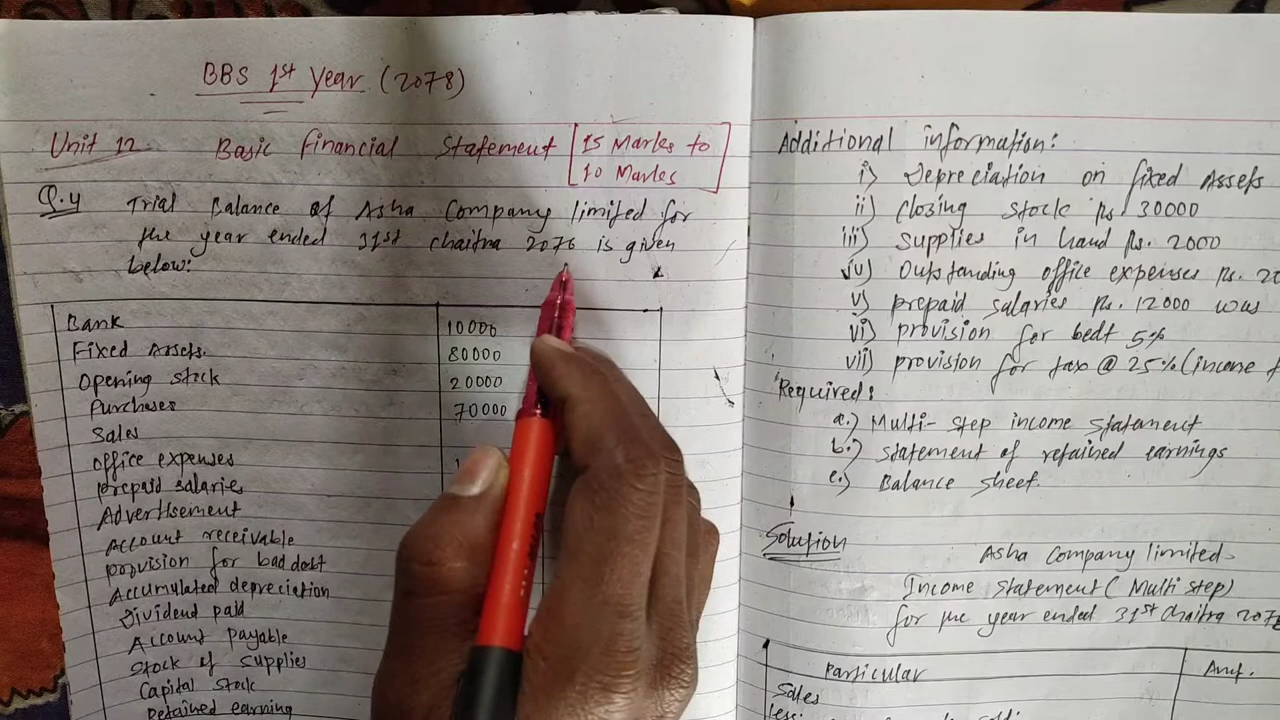 BBS 1st Year (2078)
Unit 12 Basic Financial Statement [15 Marks to 10 Marks]
Q.4 Trial Balance of Asha Company limited for
the year ended 31st Chaitra 2076 is given
below:
Bank 10000
Fixed Assets. 80000
Opening stock 20000
Purchases 70000
Sales
Office expenses
prepaid salaries
Advertisement
Account receivable
provision for bad debt
Accumulated depreciation
Dividend paid
Account payable
Stock of supplies
Capital stock
Retained earning
Additional information:
i) Depreciation on fixed Assets
ii) Closing stock Rs. 30000
iii) Supplies in hand Rs. 2000
iv) Outstanding office expenses Rs.
v) prepaid salaries Rs. 12000 was
vi) provision for bedt 5%
vii) provision for tax @ 25% (income
Required:
a.) Multi-step income statement
b.) Statement of retained earnings
c.) Balance sheet.
Solution
Asha Company limited
Income Statement (Multi step)
for the year ended 31st Chaitra
Particular Amt.
Sales
Less: